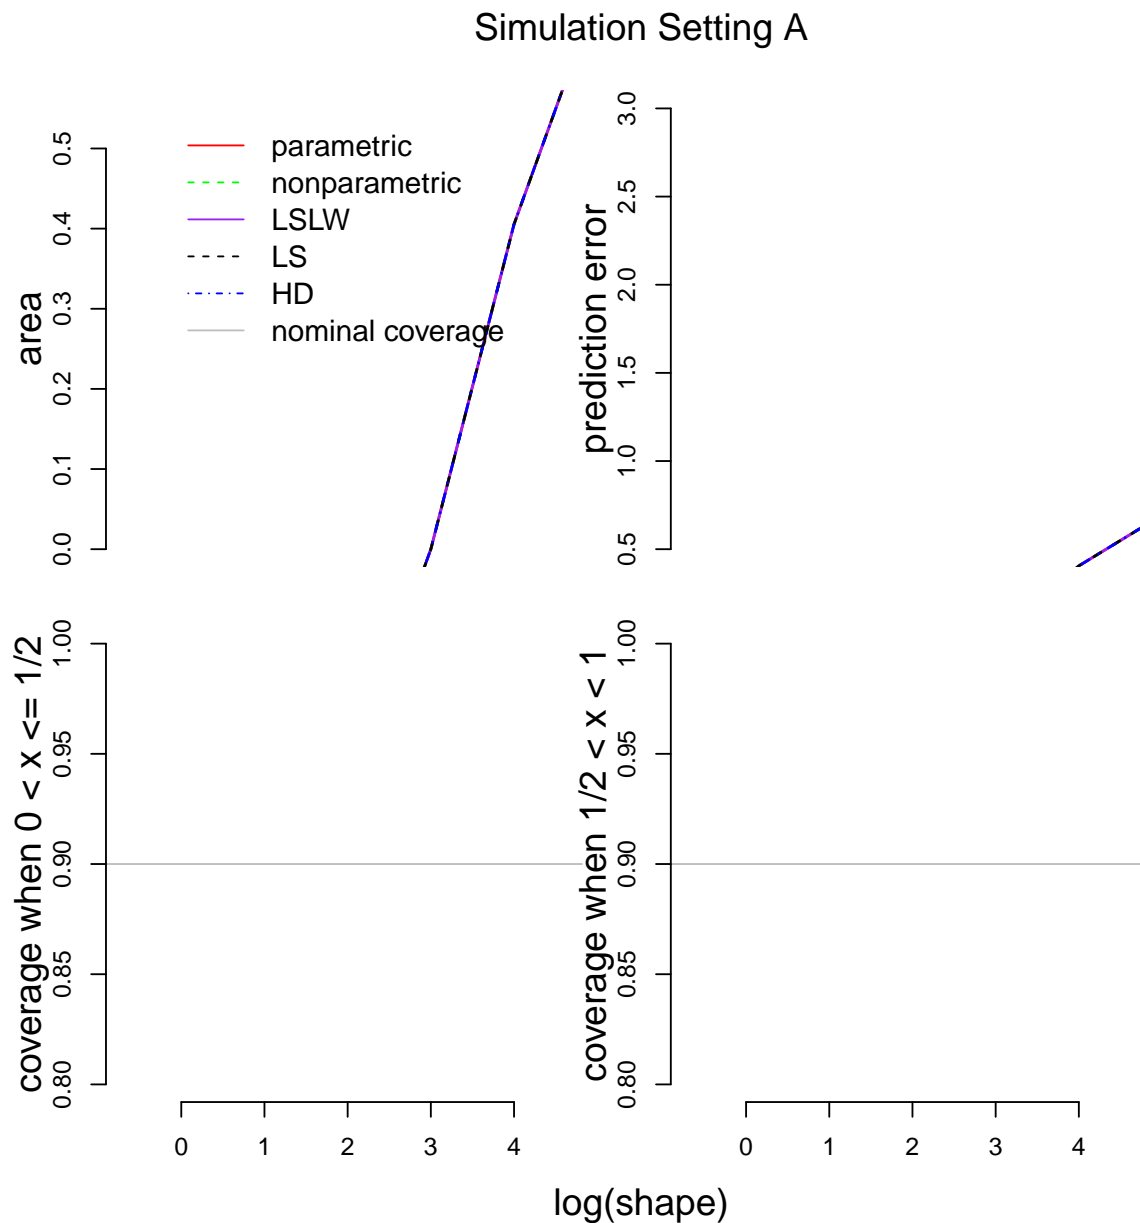 Simulation Setting A
area
0.5
0.4
0.3
0.2
0.1
0.0
parametric
nonparametric
LSLW
LS
HD
nominal coverage
prediction error
3.0
2.5
2.0
1.5
1.0
0.5
coverage when 0 < x <= 1/2
1.00
0.95
0.90
0.85
0.80
0 1 2 3 4
coverage when 1/2 < x < 1
1.00
0.95
0.90
0.85
0.80
0 1 2 3 4
log(shape)